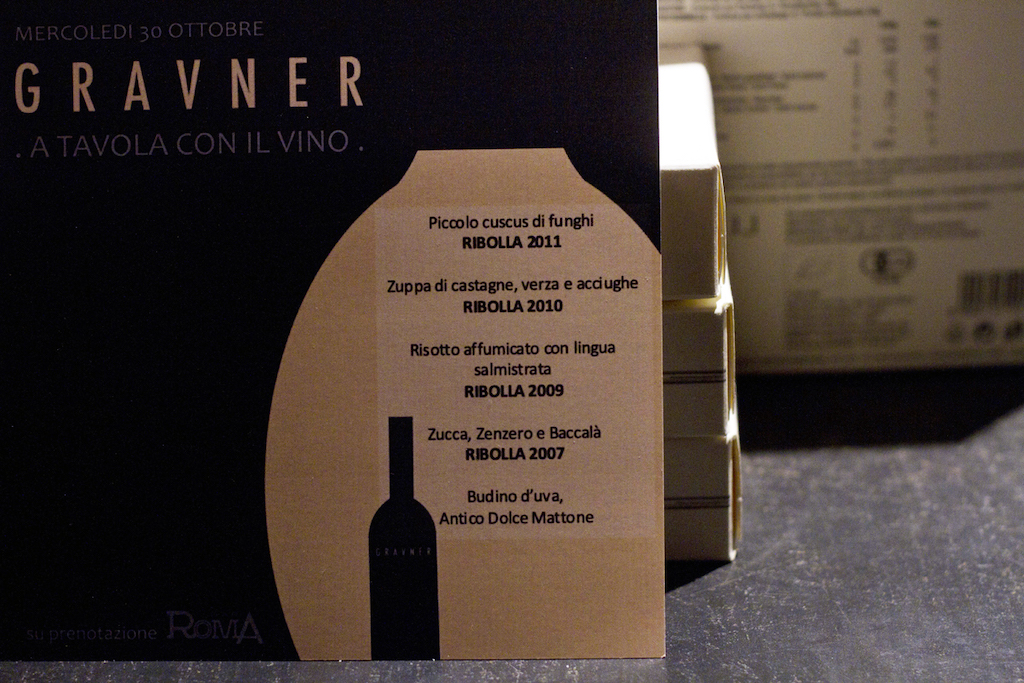 MERCOLEDI 30 OTTOBRE
GRAVNER
. A TAVOLA CON IL VINO .
Piccolo cuscus di funghi
RIBOLLA 2011
Zuppa di castagne, verza e acciughe
RIBOLLA 2010
Risotto affumicato con lingua
salmistrata
RIBOLLA 2009
Zucca, Zenzero e Baccalà
RIBOLLA 2007
Budino d'uva,
Antico Dolce Mattone
GRAVNER
su prenotazione ROMA